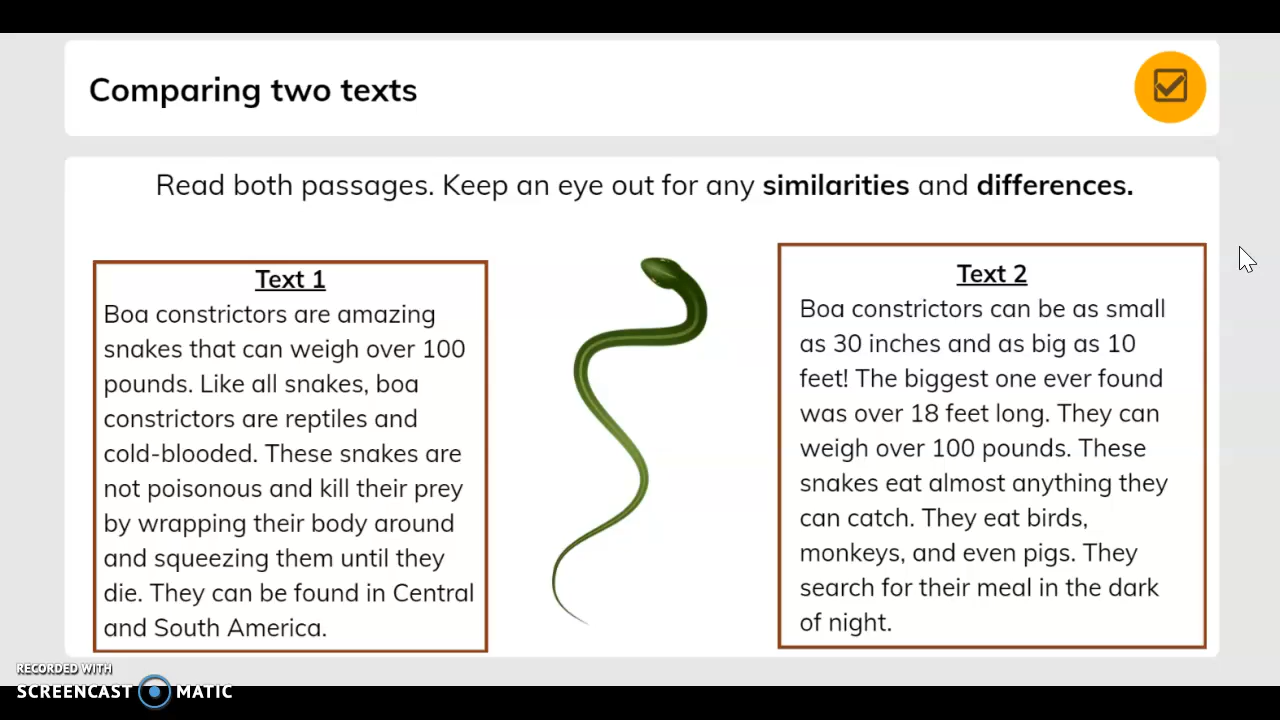 Comparing two texts
Read both passages. Keep an eye out for any similarities and differences.
Text 1
Boa constrictors are amazing
snakes that can weigh over 100
pounds. Like all snakes, boa
constrictors are reptiles and
cold-blooded. These snakes are
not poisonous and kill their prey
by wrapping their body around
and squeezing them until they
die. They can be found in Central
and South America.
Text 2
Boa constrictors can be as small
as 30 inches and as big as 10
feet! The biggest one ever found
was over 18 feet long. They can
weigh over 100 pounds. These
snakes eat almost anything they
can catch. They eat birds,
monkeys, and even pigs. They
search for their meal in the dark
of night.
RECORDED WITH
SCREENCAST MATIC